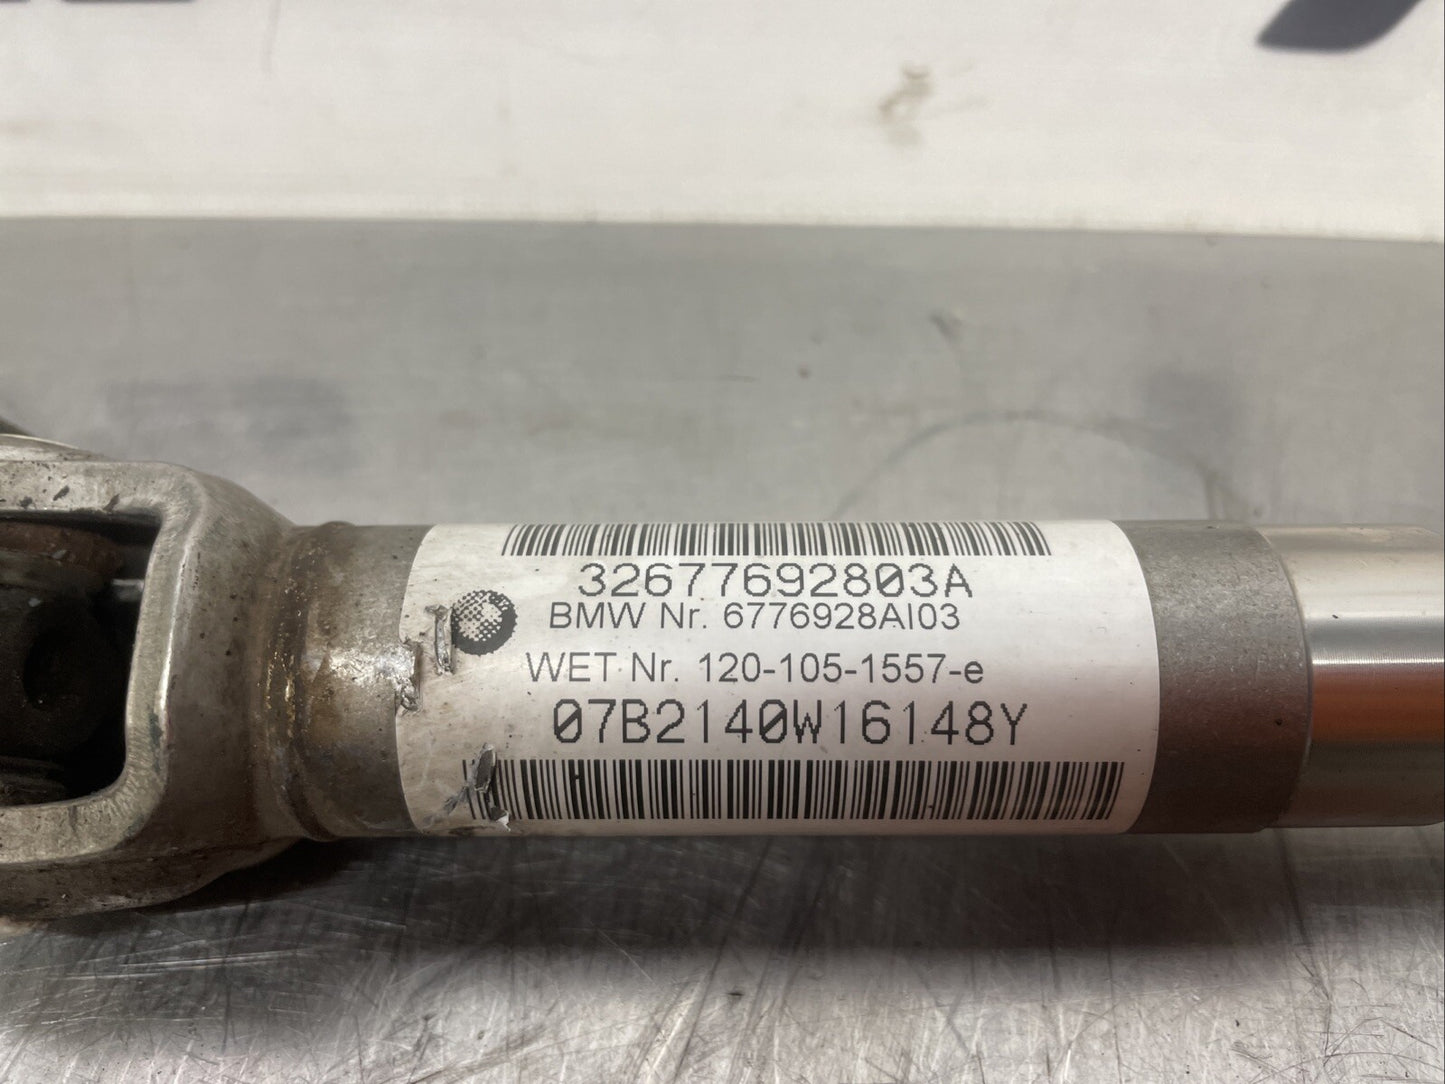 32677692803A
BMW Nr. 6776928AI03
WET Nr. 120-105-1557-e
07B2140W16148Y